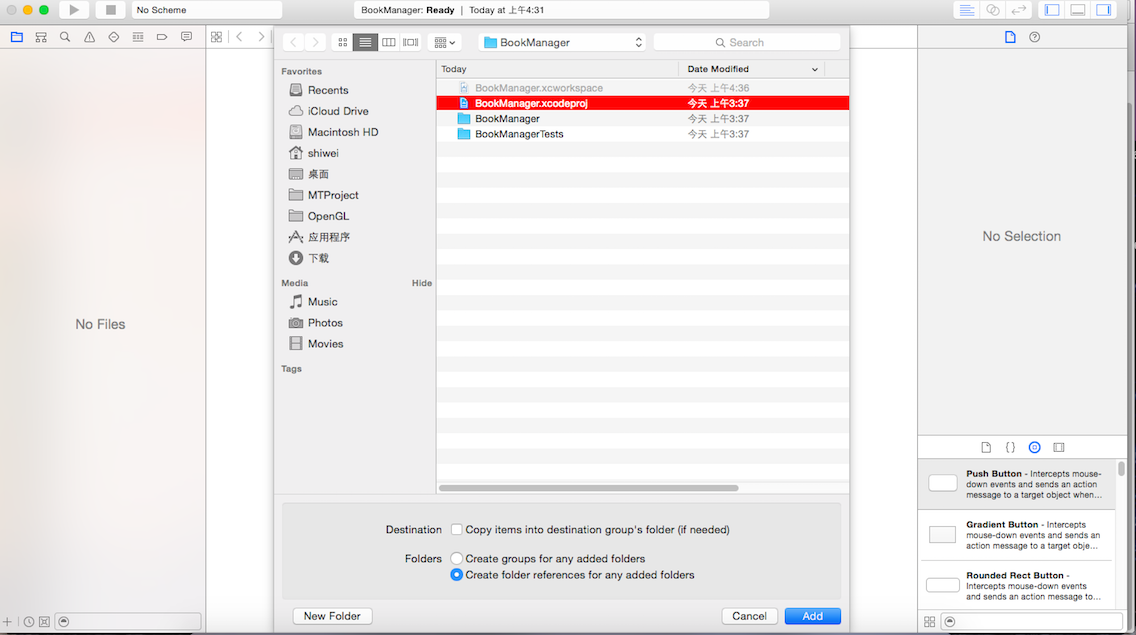 No Scheme
BookManager: Ready | Today at 上午4:31
BookManager
Search
Favorites
Recents
iCloud Drive
Macintosh HD
shiwei
桌面
MTProject
OpenGL
应用程序
下载
Media Hide
Music
Photos
Movies
Tags
Today Date Modified
BookManager.xcworkspace 今天 上午4:36
BookManager.xcodeproj 今天 上午3:37
BookManager 今天 上午3:37
BookManagerTests 今天 上午3:37
No Files
No Selection
Destination Copy items into destination group's folder (if needed)
Folders Create groups for any added folders
Create folder references for any added folders
New Folder Cancel Add
Push Button - Intercepts mouse-
down events and sends an action
message to a target object when...
Gradient Button - Intercepts
mouse-down events and sends an
action message to a target obje...
Rounded Rect Button -
Intercepts mouse-down events
and sends an action message to...